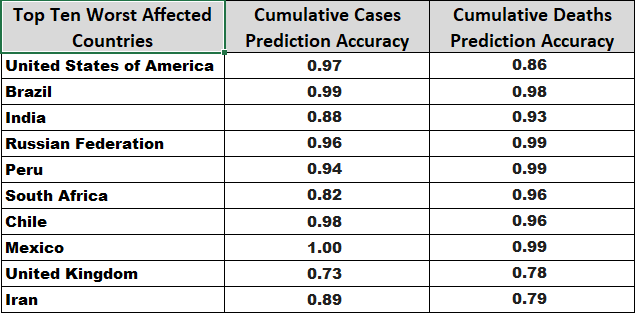 Top Ten Worst Affected Countries Cumulative Cases Prediction Accuracy Cumulative Deaths Prediction Accuracy
United States of America 0.97 0.86
Brazil 0.99 0.98
India 0.88 0.93
Russian Federation 0.96 0.99
Peru 0.94 0.99
South Africa 0.82 0.96
Chile 0.98 0.96
Mexico 1.00 0.99
United Kingdom 0.73 0.78
Iran 0.89 0.79